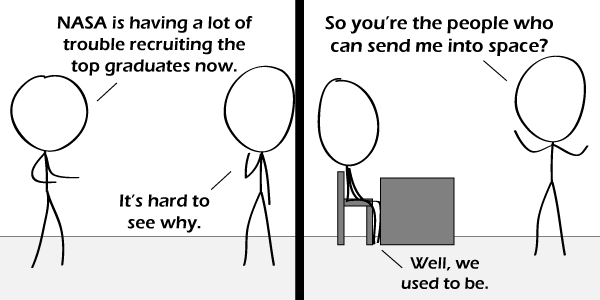 NASA is having a lot of
trouble recruiting the
top graduates now.
It's hard to
see why.
So you're the people who
can send me into space?
Well, we
used to be.